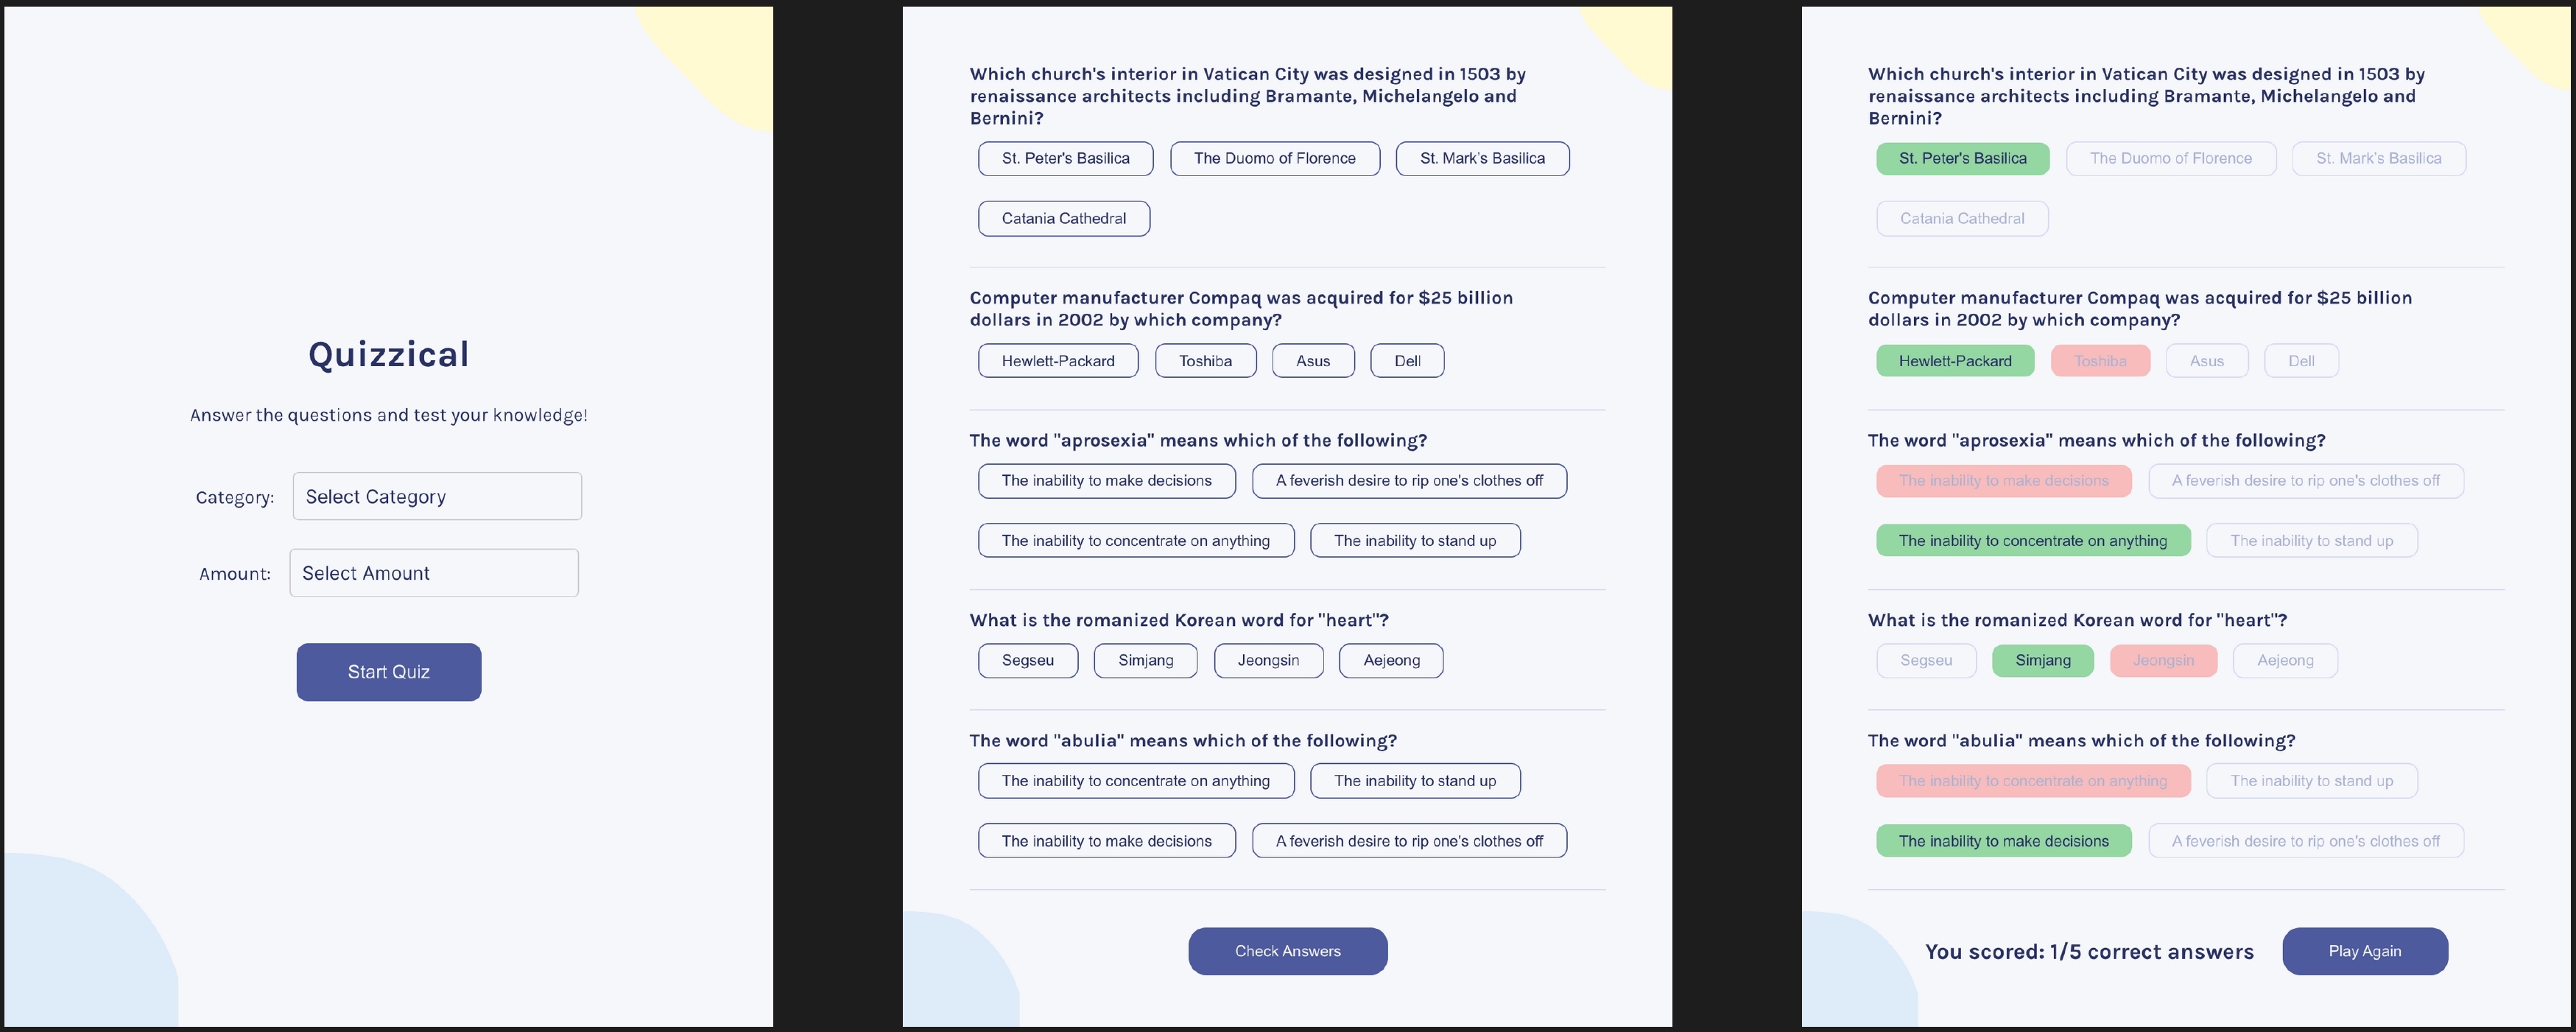 Quizzical
Answer the questions and test your knowledge!
Category: Select Category
Amount: Select Amount
Start Quiz
Which church's interior in Vatican City was designed in 1503 by
renaissance architects including Bramante, Michelangelo and
Bernini?
St. Peter's Basilica The Duomo of Florence St. Mark's Basilica
Catania Cathedral
Computer manufacturer Compaq was acquired for $25 billion
dollars in 2002 by which company?
Hewlett-Packard Toshiba Asus Dell
The word "aprosexia" means which of the following?
The inability to make decisions A feverish desire to rip one's clothes off
The inability to concentrate on anything The inability to stand up
What is the romanized Korean word for "heart"?
Segseu Simjang Jeongsin Aejeong
The word "abulia" means which of the following?
The inability to concentrate on anything The inability to stand up
The inability to make decisions A feverish desire to rip one's clothes off
Check Answers
Which church's interior in Vatican City was designed in 1503 by
renaissance architects including Bramante, Michelangelo and
Bernini?
St. Peter's Basilica The Duomo of Florence St. Mark's Basilica
Catania Cathedral
Computer manufacturer Compaq was acquired for $25 billion
dollars in 2002 by which company?
Hewlett-Packard Toshiba Asus Dell
The word "aprosexia" means which of the following?
The inability to make decisions A feverish desire to rip one's clothes off
The inability to concentrate on anything The inability to stand up
What is the romanized Korean word for "heart"?
Segseu Simjang Jeongsin Aejeong
The word "abulia" means which of the following?
The inability to concentrate on anything The inability to stand up
The inability to make decisions A feverish desire to rip one's clothes off
You scored: 1/5 correct answers Play Again